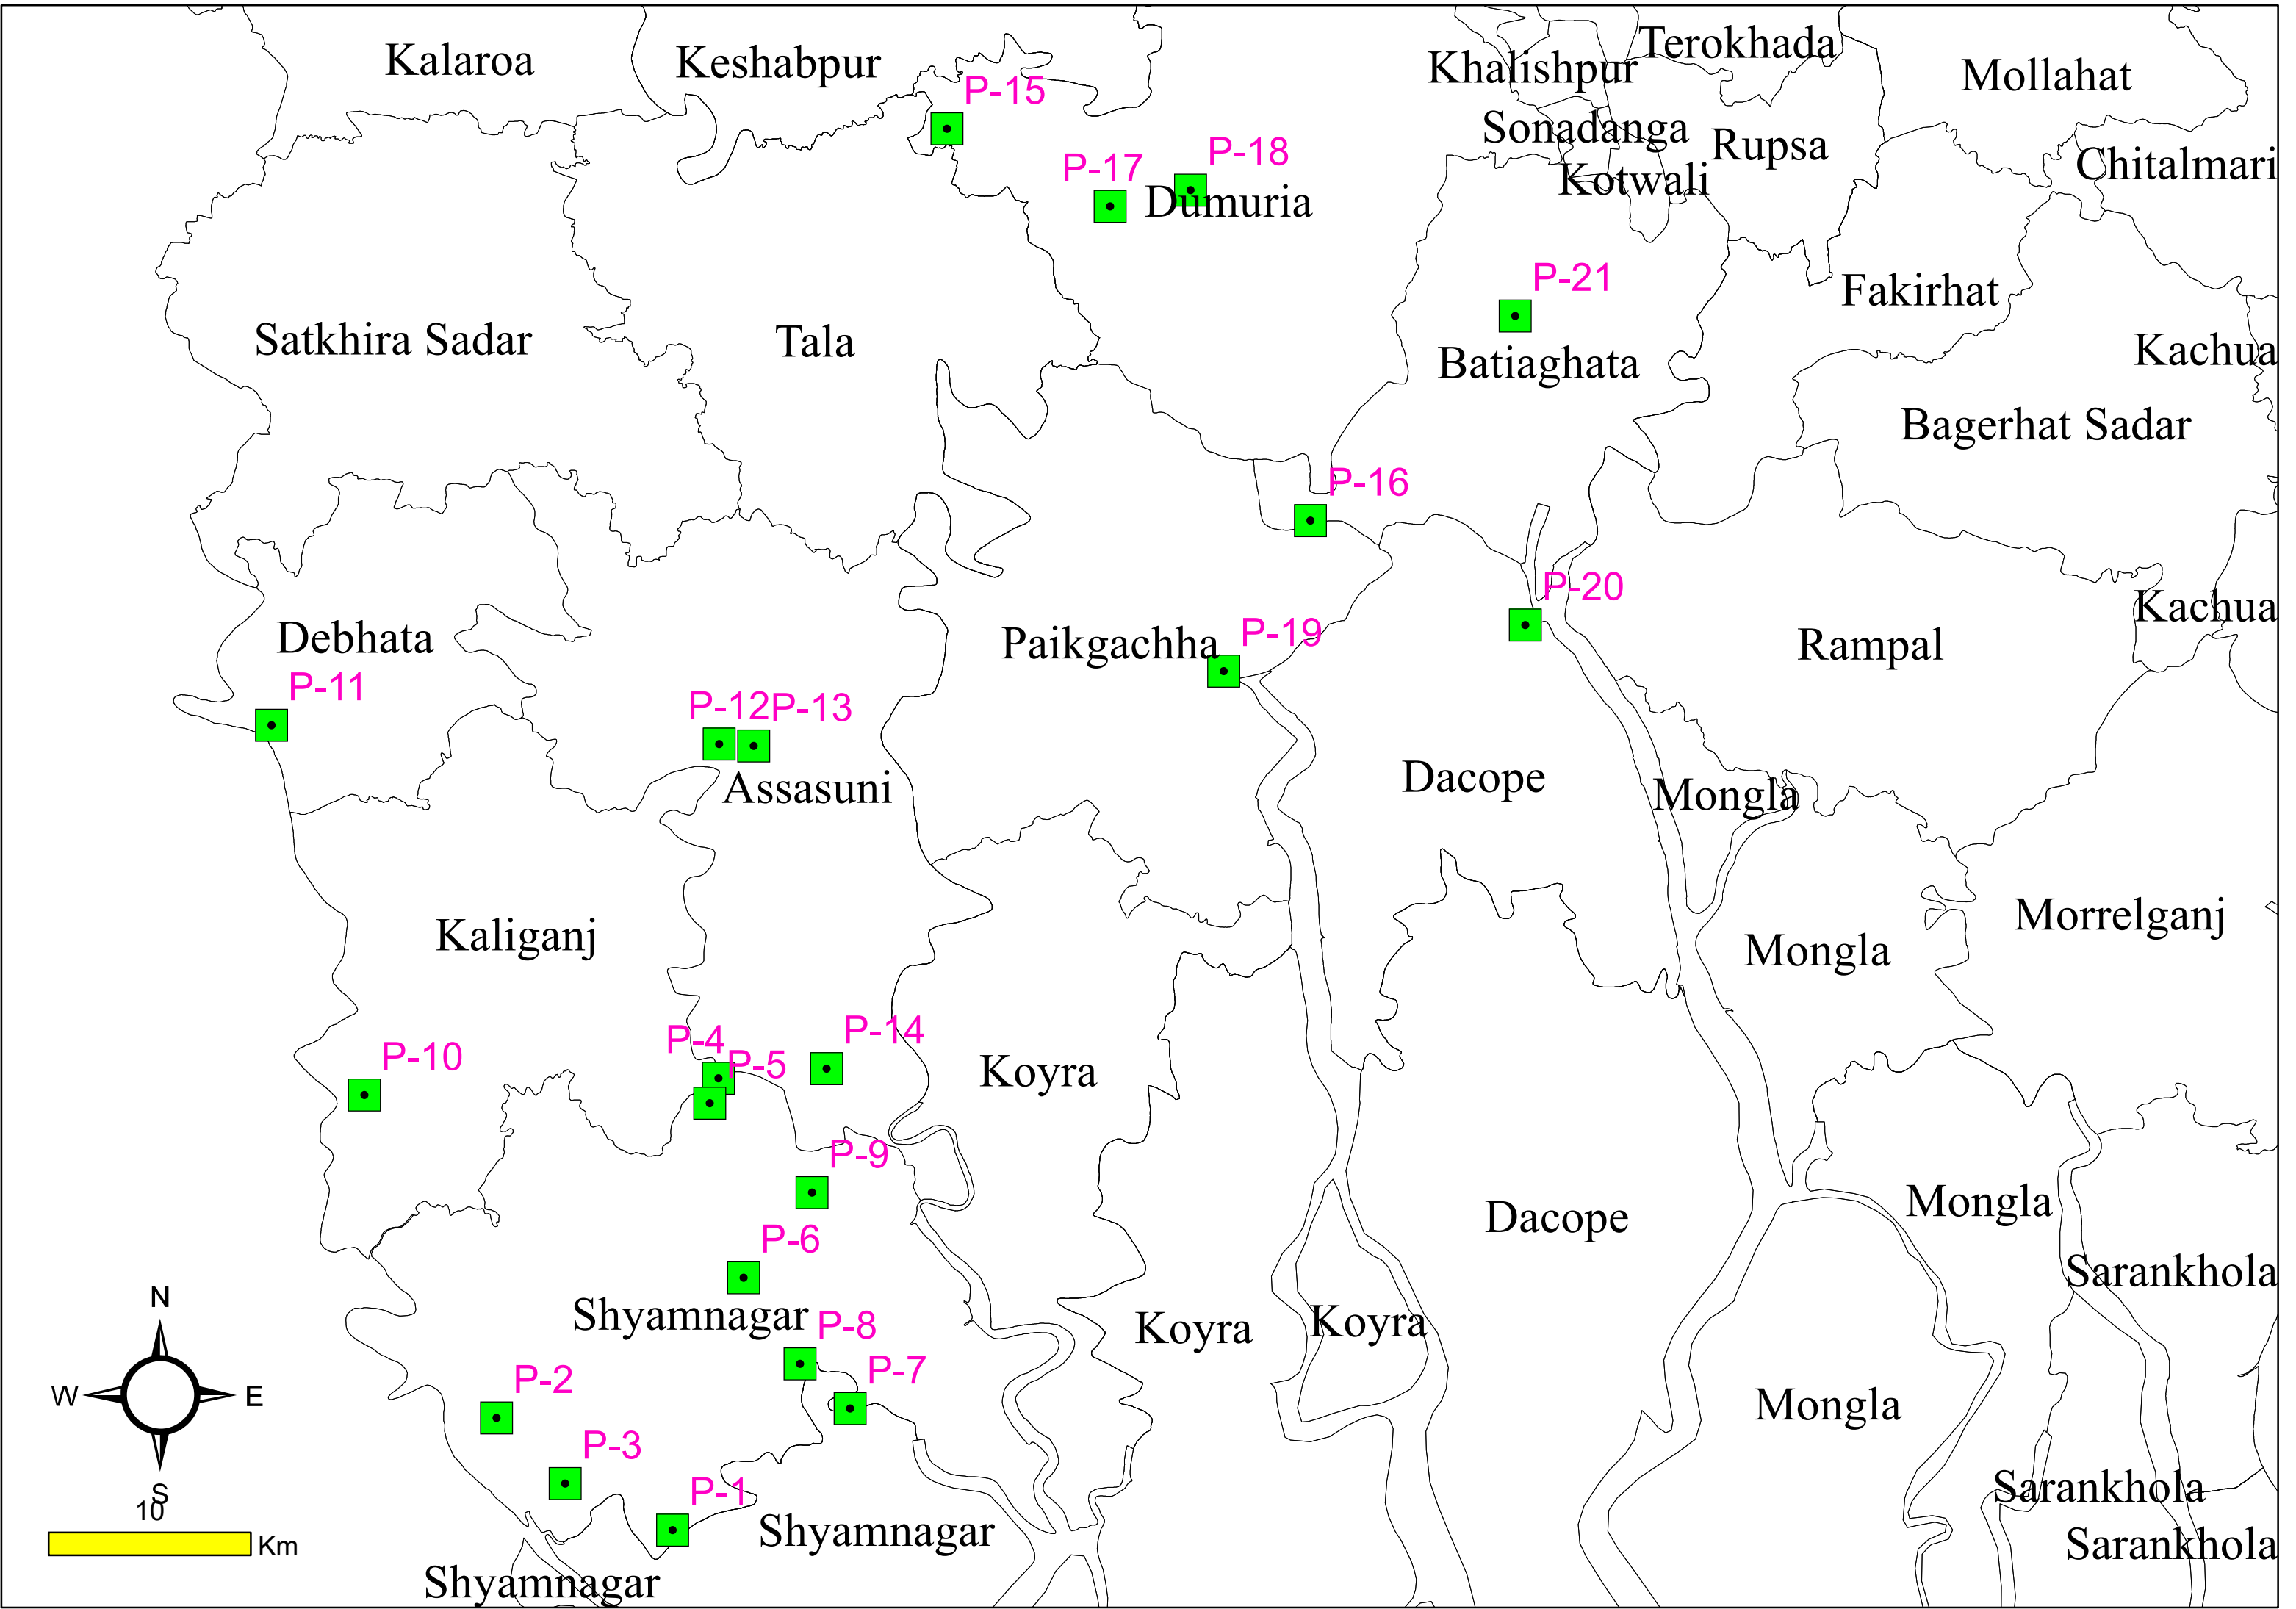 Terokhada
Kalaroa
Keshabpur
Khalishpur
Mollahat
P-15
Sonadanga
Rupsa
P-17
P-18
Chitalmari
Kotwali
Dumuria
P-21
Fakirhat
Satkhira Sadar
Tala
Batiaghata
Kachua
Bagerhat Sadar
P-16
P-20
Kachua
Debhata
Paikgachha
P-19
Rampal
P-11
P-12
P-13
Assasuni
Dacope
Mongla
Kaliganj
Morrelganj
Mongla
P-4
P-14
P-10
P-5
Koyra
P-9
Mongla
Dacope
P-6
Sarankhola
N
Shyamnagar
P-8
Koyra
Koyra
P-2
P-7
W
E
Mongla
P-3
P-1
S
Sarankhola
10
Km
Shyamnagar
Sarankhola
Shyamnagar